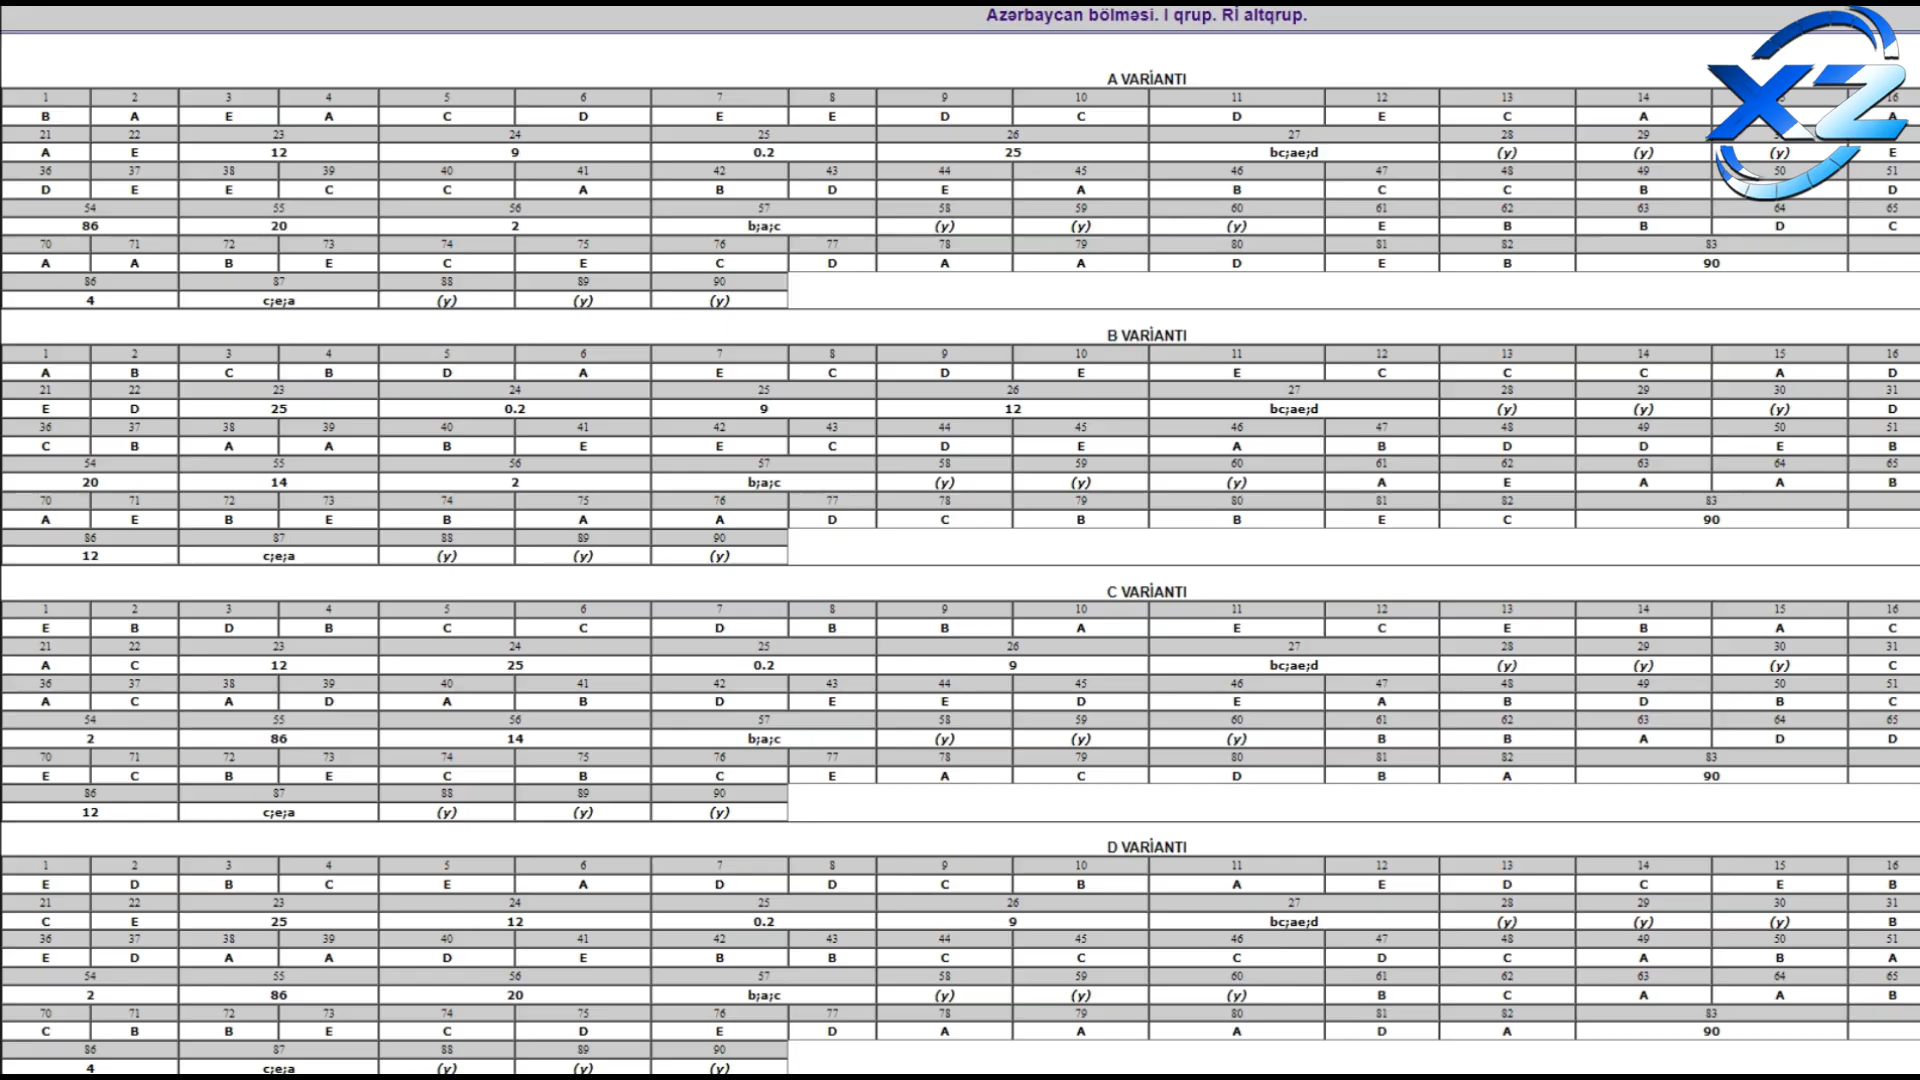 Azərbaycan bölməsi. I qrup. Rİ altqrup.
XZ
A VARİANTI
1 2 3 4 5 6 7 8 9 10 11 12 13 14 16
B A E A C D E E D C D E C A A
21 22 23 24 25 26 27 28 29
A E 12 9 0.2 25 bc;ae;d (y) (y) (y) E
36 37 38 39 40 41 42 43 44 45 46 47 48 49 50 51
D E E C C A B D E A B C C B D
54 55 56 57 58 59 60 61 62 63 64 65
86 20 2 b;a;c (y) (y) (y) E B B D C
70 71 72 73 74 75 76 77 78 79 80 81 82 83
A A B E C E C D A A D E B 90
86 87 88 89 90
4 c;e;a (y) (y) (y)
B VARİANTI
1 2 3 4 5 6 7 8 9 10 11 12 13 14 15 16
A B C B D A E C D E E C C C A D
21 22 23 24 25 26 27 28 29 30 31
E D 25 0.2 9 12 bc;ae;d (y) (y) (y) D
36 37 38 39 40 41 42 43 44 45 46 47 48 49 50 51
C B A A B E E C D E A B D D E B
54 55 56 57 58 59 60 61 62 63 64 65
20 14 2 b;a;c (y) (y) (y) A E A A B
70 71 72 73 74 75 76 77 78 79 80 81 82 83
A E B E B A A D C B B E C 90
86 87 88 89 90
12 c;e;a (y) (y) (y)
C VARİANTI
1 2 3 4 5 6 7 8 9 10 11 12 13 14 15 16
E B D B C C D B B A E C E B A C
21 22 23 24 25 26 27 28 29 30 31
A C 12 25 0.2 9 bc;ae;d (y) (y) (y) C
36 37 38 39 40 41 42 43 44 45 46 47 48 49 50 51
A C A D A B D E E D E A B D B C
54 55 56 57 58 59 60 61 62 63 64 65
2 86 14 b;a;c (y) (y) (y) B B A D D
70 71 72 73 74 75 76 77 78 79 80 81 82 83
E C B E C B C E A C D B A 90
86 87 88 89 90
12 c;e;a (y) (y) (y)
D VARİANTI
1 2 3 4 5 6 7 8 9 10 11 12 13 14 15 16
E D B C E A D D C B A E D C E B
21 22 23 24 25 26 27 28 29 30 31
C E 25 12 0.2 9 bc;ae;d (y) (y) (y) B
36 37 38 39 40 41 42 43 44 45 46 47 48 49 50 51
E D A A D E B B C C C D C A B A
54 55 56 57 58 59 60 61 62 63 64 65
2 86 20 b;a;c (y) (y) (y) B C A A B
70 71 72 73 74 75 76 77 78 79 80 81 82 83
C B B E C D E D A A A D A 90
86 87 88 89 90
4 c;e;a (y) (y) (y)